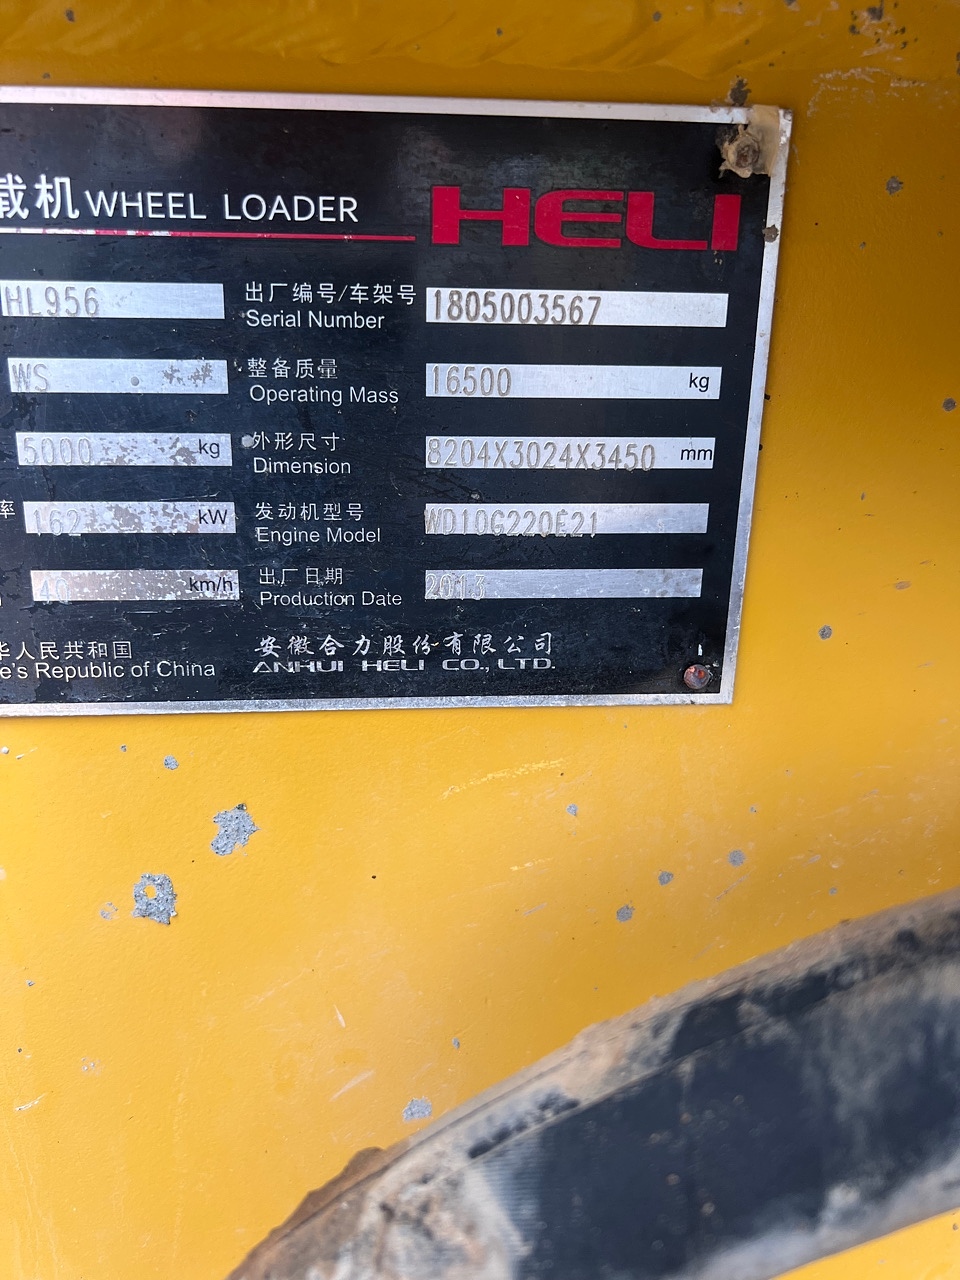 载机 WHEEL LOADER HELI
HL956 出厂编号/车架号 1805003567
Serial Number
WS 整备质量 16500 kg
Operating Mass
5000 kg 外形尺寸 8204X3024X3450 mm
Dimension
率 162 kW 发动机型号 WD10G220E21
Engine Model
40 km/h 出厂日期 2013
Production Date
华人民共和国 安徽合力股份有限公司
e's Republic of China ANHUI HELI CO., LTD.